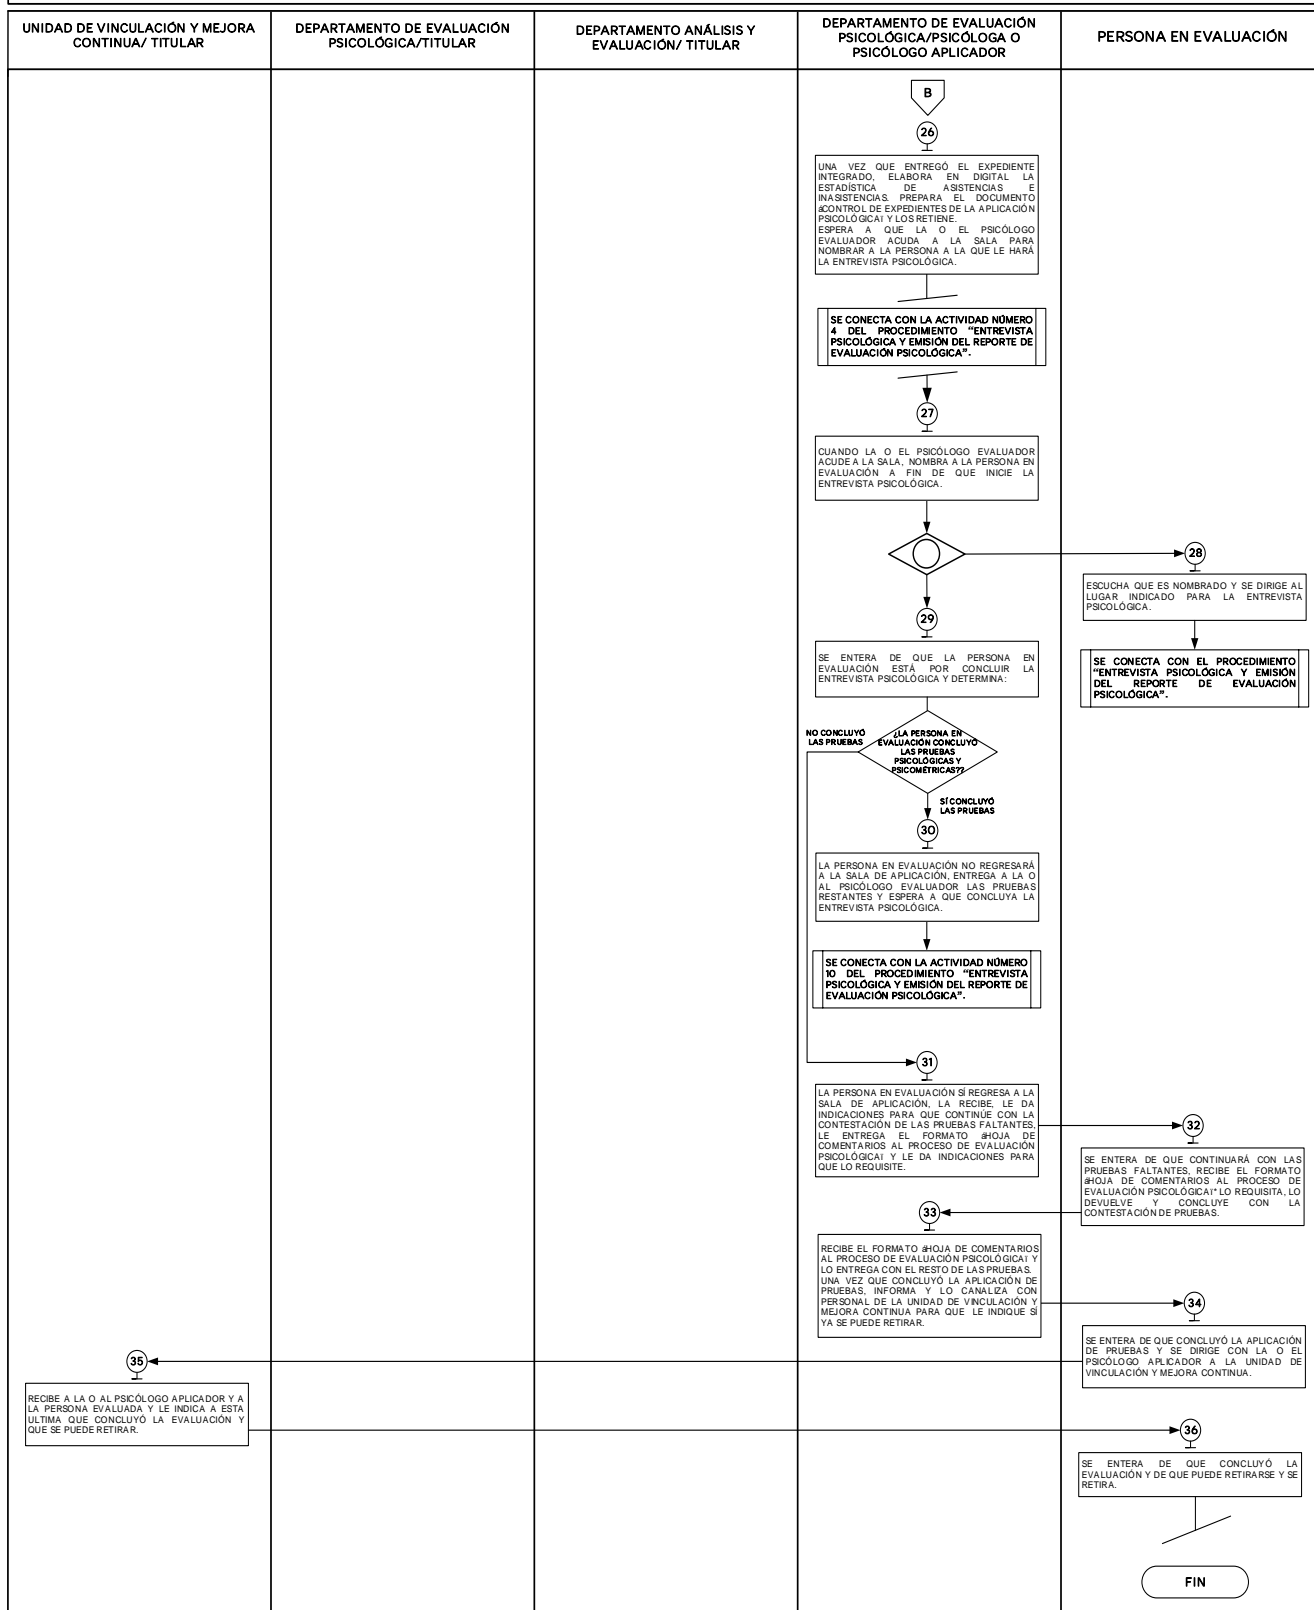 UNIDAD DE VINCULACIÓN Y MEJORA
CONTINUA/ TITULAR
DEPARTAMENTO DE EVALUACIÓN
PSICOLÓGICA/TITULAR
DEPARTAMENTO ANÁLISIS Y
EVALUACIÓN/ TITULAR
DEPARTAMENTO DE EVALUACIÓN
PSICOLÓGICA/PSICÓLOGA O
PSICÓLOGO APLICADOR
PERSONA EN EVALUACIÓN
B
26
UNA VEZ QUE ENTREGÓ EL EXPEDIENTE
INTEGRADO, ELABORA EN DIGITAL LA
ESTADÍSTICA DE ASISTENCIAS E
INASISTENCIAS. PREPARA EL DOCUMENTO
áCONTROL DE EXPEDIENTES DE LA APLICACIÓN
PSICOLÓGICAî Y LOS RETIENE.
ESPERA A QUE LA O EL PSICÓLOGO
EVALUADOR ACUDA A LA SALA PARA
NOMBRAR A LA PERSONA A LA QUE LE HARÁ
LA ENTREVISTA PSICOLÓGICA.
SE CONECTA CON LA ACTIVIDAD NÚMERO
4 DEL PROCEDIMIENTO “ENTREVISTA
PSICOLÓGICA Y EMISIÓN DEL REPORTE DE
EVALUACIÓN PSICOLÓGICA”.
27
CUANDO LA O EL PSICÓLOGO EVALUADOR
ACUDE A LA SALA, NOMBRA A LA PERSONA EN
EVALUACIÓN A FIN DE QUE INICIE LA
ENTREVISTA PSICOLÓGICA.
28
ESCUCHA QUE ES NOMBRADO Y SE DIRIGE AL
LUGAR INDICADO PARA LA ENTREVISTA
PSICOLÓGICA.
SE CONECTA CON EL PROCEDIMIENTO
“ENTREVISTA PSICOLÓGICA Y EMISIÓN
DEL REPORTE DE EVALUACIÓN
PSICOLÓGICA”.
29
SE ENTERA DE QUE LA PERSONA EN
EVALUACIÓN ESTÁ POR CONCLUIR LA
ENTREVISTA PSICOLÓGICA Y DETERMINA:
NO CONCLUYÓ
LAS PRUEBAS
¿LA PERSONA EN
EVALUACIÓN CONCLUYÓ
LAS PRUEBAS
PSICOLÓGICAS Y
PSICOMÉTRICAS??
SÍ CONCLUYÓ
LAS PRUEBAS
30
LA PERSONA EN EVALUACIÓN NO REGRESARÁ
A LA SALA DE APLICACIÓN, ENTREGA A LA O
AL PSICÓLOGO EVALUADOR LAS PRUEBAS
RESTANTES Y ESPERA A QUE CONCLUYA LA
ENTREVISTA PSICOLÓGICA.
SE CONECTA CON LA ACTIVIDAD NÚMERO
10 DEL PROCEDIMIENTO “ENTREVISTA
PSICOLÓGICA Y EMISIÓN DEL REPORTE DE
EVALUACIÓN PSICOLÓGICA”.
31
LA PERSONA EN EVALUACIÓN SÍ REGRESA A LA
SALA DE APLICACIÓN, LA RECIBE, LE DA
INDICACIONES PARA QUE CONTINÚE CON LA
CONTESTACIÓN DE LAS PRUEBAS FALTANTES,
LE ENTREGA EL FORMATO áHOJA DE
COMENTARIOS AL PROCESO DE EVALUACIÓN
PSICOLÓGICAî Y LE DA INDICACIONES PARA
QUE LO REQUISITE.
32
SE ENTERA DE QUE CONTINUARÁ CON LAS
PRUEBAS FALTANTES, RECIBE EL FORMATO
áHOJA DE COMENTARIOS AL PROCESO DE
EVALUACIÓN PSICOLÓGICAî* LO REQUISITA, LO
DEVUELVE Y CONCLUYE CON LA
CONTESTACIÓN DE PRUEBAS.
33
RECIBE EL FORMATO áHOJA DE COMENTARIOS
AL PROCESO DE EVALUACIÓN PSICOLÓGICAî Y
LO ENTREGA CON EL RESTO DE LAS PRUEBAS.
UNA VEZ QUE CONCLUYÓ LA APLICACIÓN DE
PRUEBAS, INFORMA Y LO CANALIZA CON
PERSONAL DE LA UNIDAD DE VINCULACIÓN Y
MEJORA CONTINUA PARA QUE LE INDIQUE SÍ
YA SE PUEDE RETIRAR.
34
SE ENTERA DE QUE CONCLUYÓ LA APLICACIÓN
DE PRUEBAS Y SE DIRIGE CON LA O EL
PSICÓLOGO APLICADOR A LA UNIDAD DE
VINCULACIÓN Y MEJORA CONTINUA.
35
RECIBE A LA O AL PSICÓLOGO APLICADOR Y A
LA PERSONA EVALUADA Y LE INDICA A ESTA
ULTIMA QUE CONCLUYÓ LA EVALUACIÓN Y
QUE SE PUEDE RETIRAR.
36
SE ENTERA DE QUE CONCLUYÓ LA
EVALUACIÓN Y DE QUE PUEDE RETIRARSE Y SE
RETIRA.
FIN